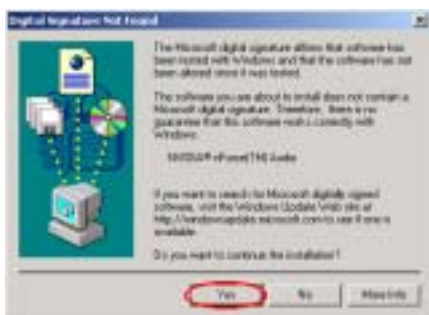 Digital Signature Not Found
The Microsoft digital signature affirms that software has
been tested with Windows and that the software has not
been altered since it was tested.
The software you are about to install does not contain a
Microsoft digital signature. Therefore, there is no
guarantee that this software works correctly with
Windows.
NVIDIA® nForce(TM) Audio
If you want to search for Microsoft digitally signed
software, visit the Windows Update Web site at
http://windowsupdate.microsoft.com to see if one is
available.
Do you want to continue the installation?
Yes
No
More Info